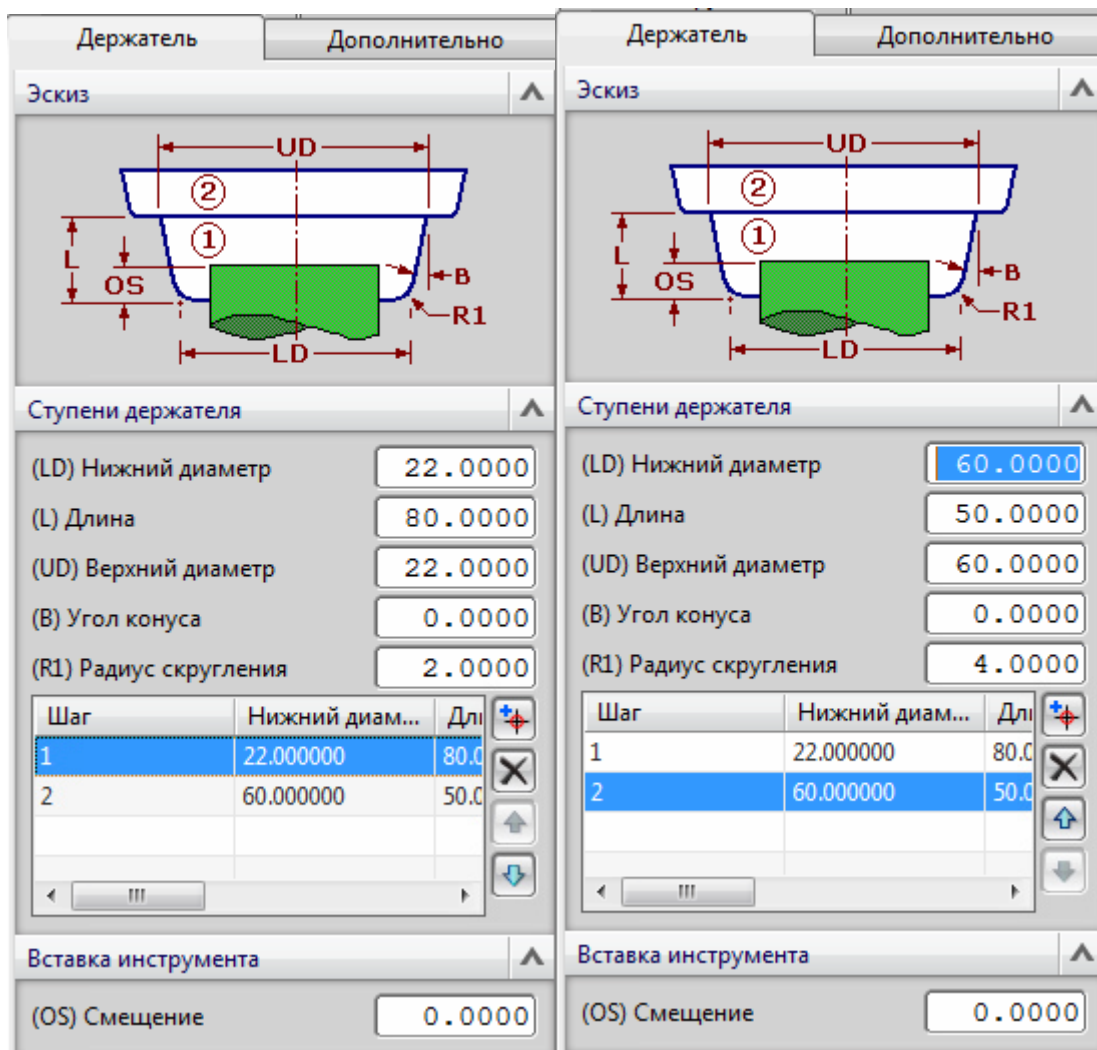 Держатель
Дополнительно
Эскиз
UD
2
1
L
OS
B
R1
LD
Ступени держателя
(LD) Нижний диаметр 22.0000
(L) Длина 80.0000
(UD) Верхний диаметр 22.0000
(B) Угол конуса 0.0000
(R1) Радиус скругления 2.0000
Шаг Нижний диам...
1 22.000000
2 60.000000
Вставка инструмента
(OS) Смещение 0.0000
Держатель
Дополнительно
Эскиз
UD
2
1
L
OS
B
R1
LD
Ступени держателя
(LD) Нижний диаметр 60.0000
(L) Длина 50.0000
(UD) Верхний диаметр 60.0000
(B) Угол конуса 0.0000
(R1) Радиус скругления 4.0000
Шаг Нижний диам...
1 22.000000
2 60.000000
Вставка инструмента
(OS) Смещение 0.0000